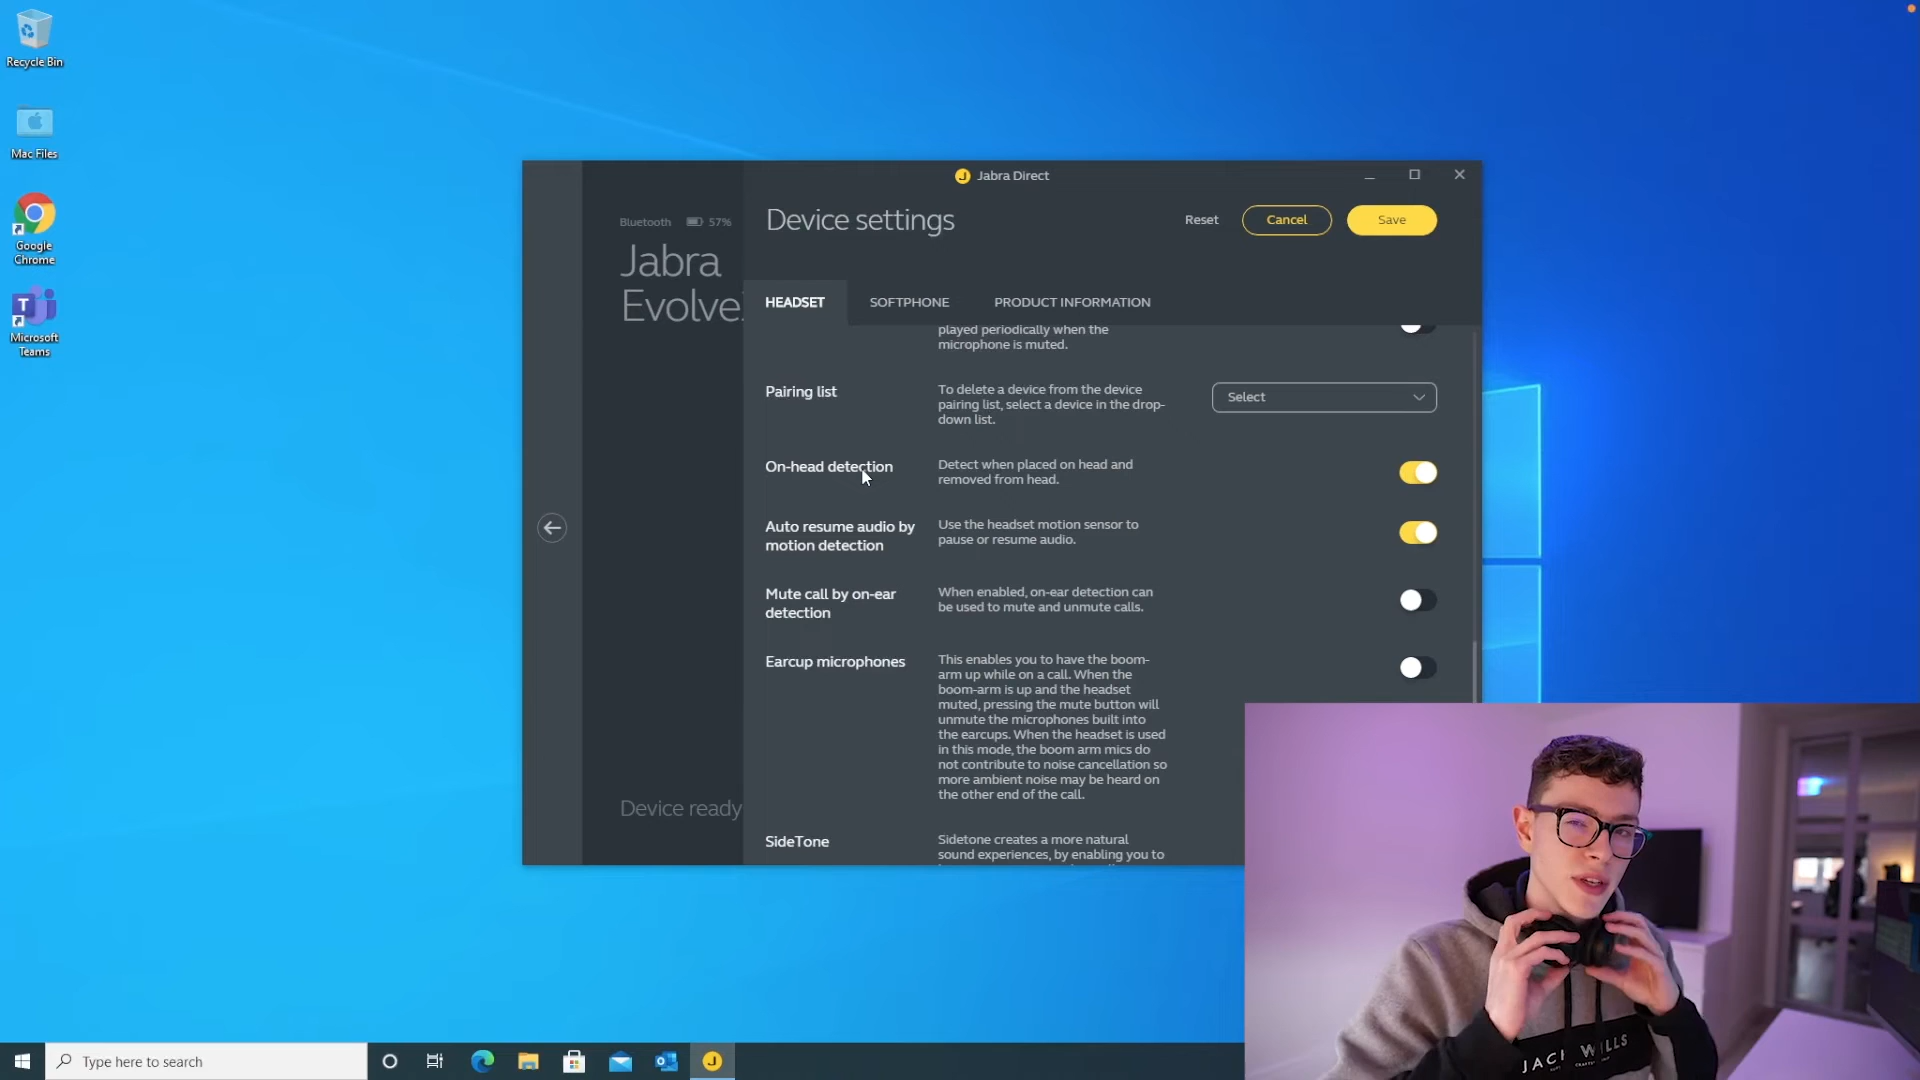 Recycle Bin
Mac Files
Google
Chrome
Microsoft
Teams
Jabra Direct
Bluetooth 57%
Jabra
Evolve
Device ready
Device settings
Reset
Cancel
Save
HEADSET
SOFTPHONE
PRODUCT INFORMATION
played periodically when the
microphone is muted.
Pairing list
To delete a device from the device
pairing list, select a device in the drop-
down list.
Select
On-head detection
Detect when placed on head and
removed from head.
Auto resume audio by
motion detection
Use the headset motion sensor to
pause or resume audio.
Mute call by on-ear
detection
When enabled, on-ear detection can
be used to mute and unmute calls.
Earcup microphones
This enables you to have the boom-
arm up while on a call. When the
boom-arm is up and the headset
muted, pressing the mute button will
unmute the microphones built into
the earcups. When the headset is used
in this mode, the boom arm mics do
not contribute to noise cancellation so
more ambient noise may be heard on
the other end of the call.
SideTone
Sidetone creates a more natural
sound experiences, by enabling you to
JACK WILLS
Type here to search